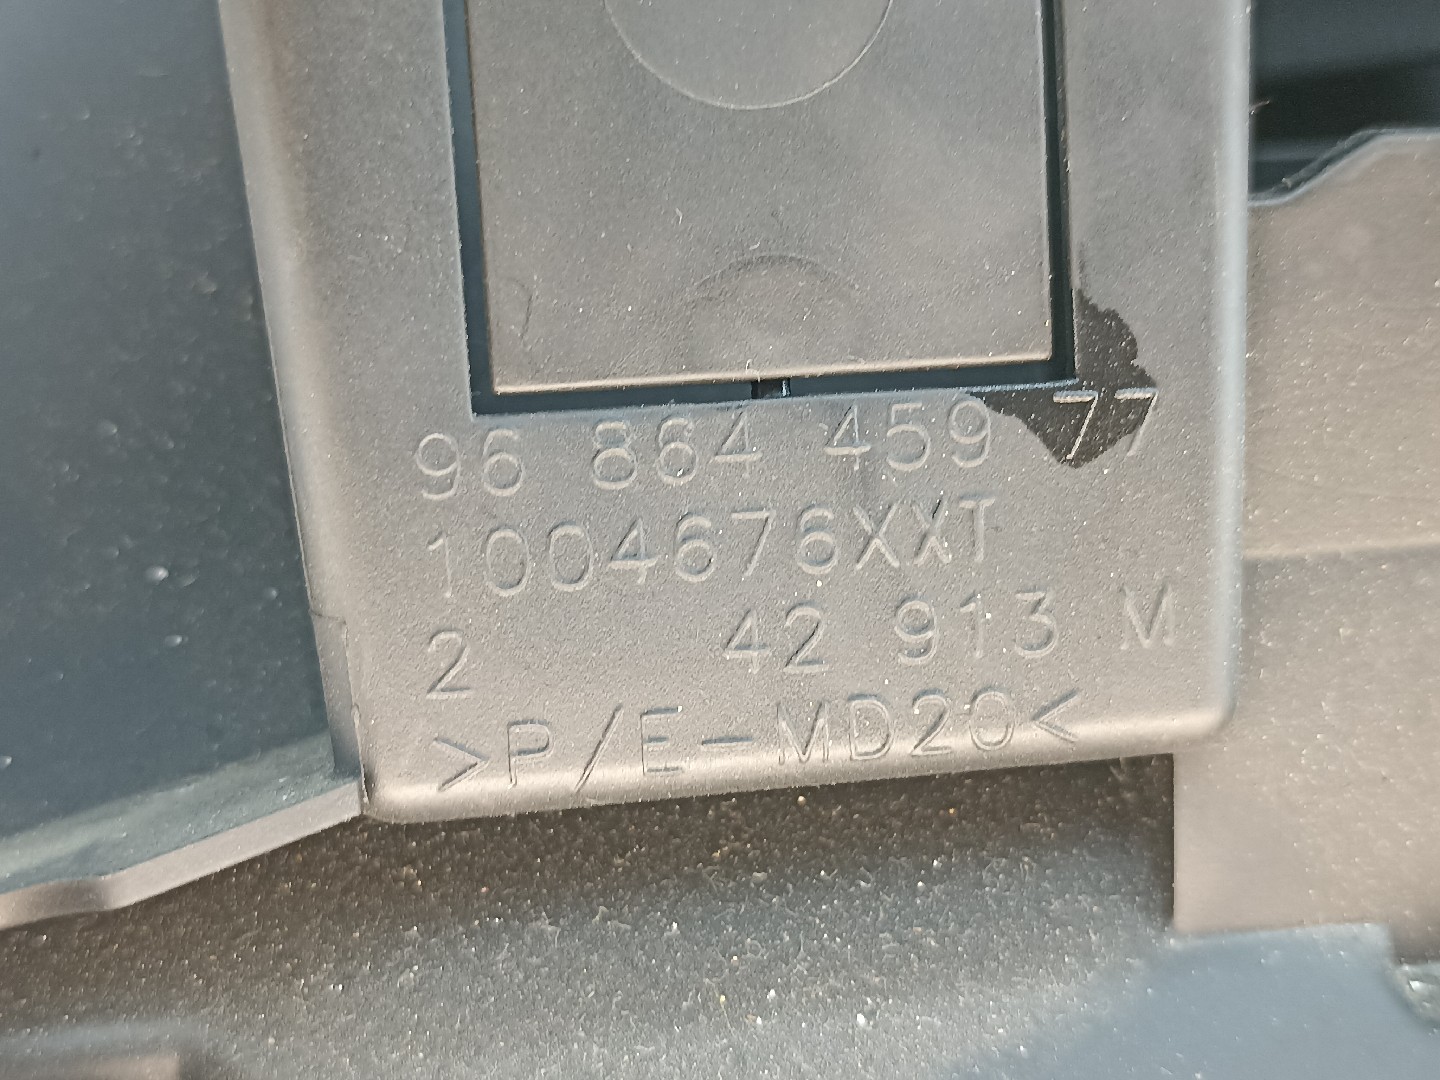 96 864 459 77
1004676XXT
2 42 913 M
>P/E-MD20<